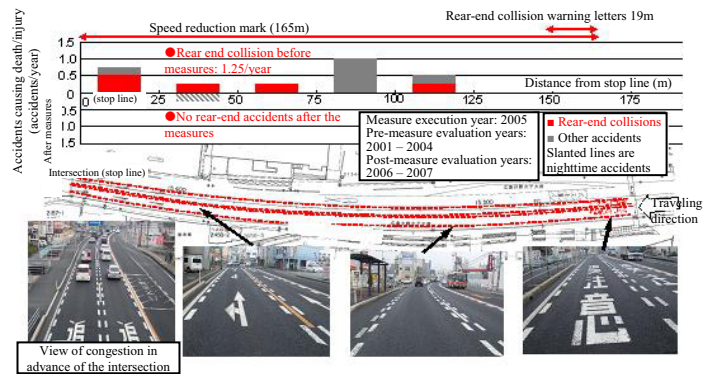 Speed reduction mark (165m)
Rear-end collision warning letters 19m
Accidents causing death/injury
(accidents/year)
After measures
1.5
1.0
0.5
0
0.5
1.0
1.5
Rear end collision before
measures: 1.25/year
Distance from stop line (m)
(stop line)
25
50
75
100
125
150
175
No rear-end accidents after the
measures
Measure execution year: 2005
Pre-measure evaluation years:
2001 – 2004
Post-measure evaluation years:
2006 – 2007
Rear-end collisions
Other accidents
Slanted lines are
nighttime accidents
Intersection (stop line)
Traveling
direction
注意
View of congestion in
advance of the intersection